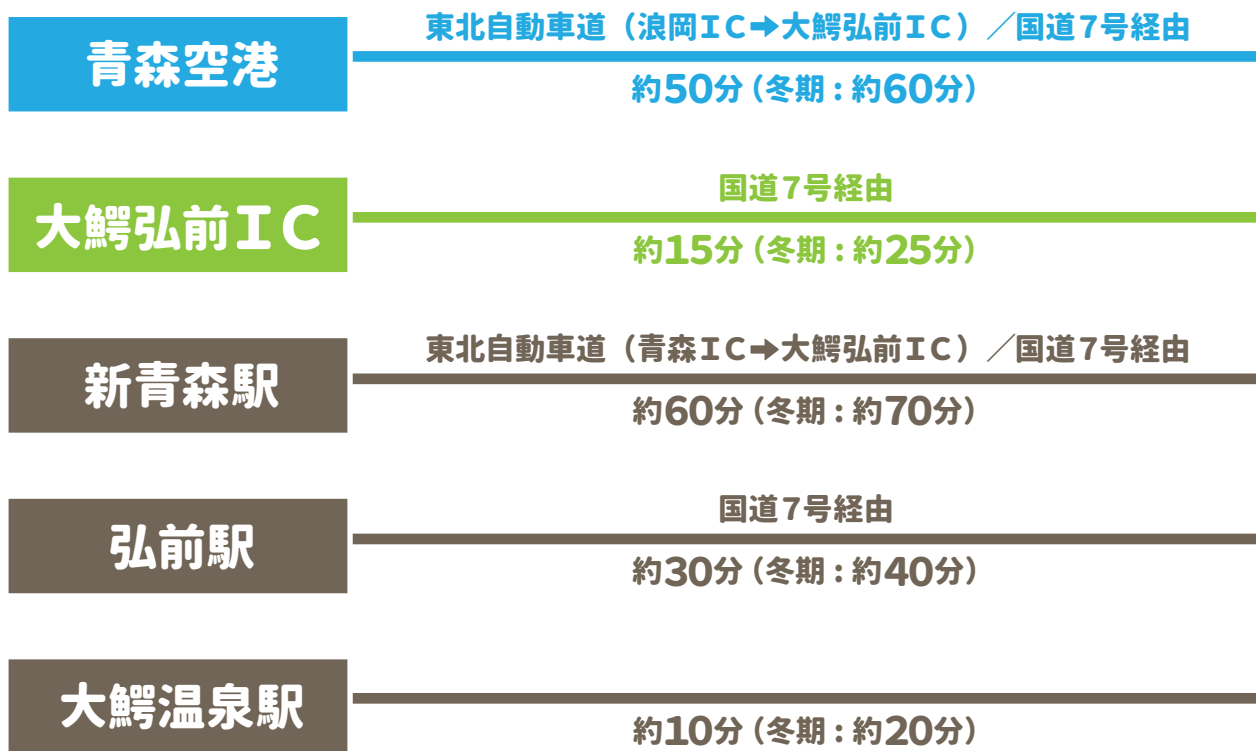 青森空港
東北自動車道（浪岡IC➡大鰐弘前IC）／国道7号経由
約50分（冬期：約60分）
大鰐弘前IC
国道7号経由
約15分（冬期：約25分）
新青森駅
東北自動車道（青森IC➡大鰐弘前IC）／国道7号経由
約60分（冬期：約70分）
弘前駅
国道7号経由
約30分（冬期：約40分）
大鰐温泉駅
約10分（冬期：約20分）